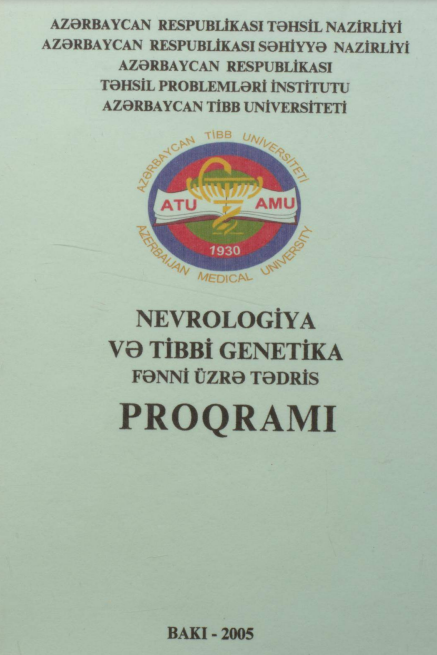 AZƏRBAYCAN RESPUBLİKASI TƏHSİL NAZİRLİYİ
AZƏRBAYCAN RESPUBLİKASI SƏHİYYƏ NAZİRLİYİ
AZƏRBAYCAN RESPUBLİKASI
TƏHSİL PROBLEMLƏRİ İNSTİTUTU
AZƏRBAYCAN TİBB UNİVERSİTETİ
AZƏRBAYCAN TİBB UNİVERSİTETİ
ATU AMU
1930
AZERBAIJAN MEDICAL UNIVERSITY
NEVROLOGİYA
VƏ TİBBİ GENETİKA
FƏNNİ ÜZRƏ TƏDRİS
PROQRAMI
BAKI - 2005